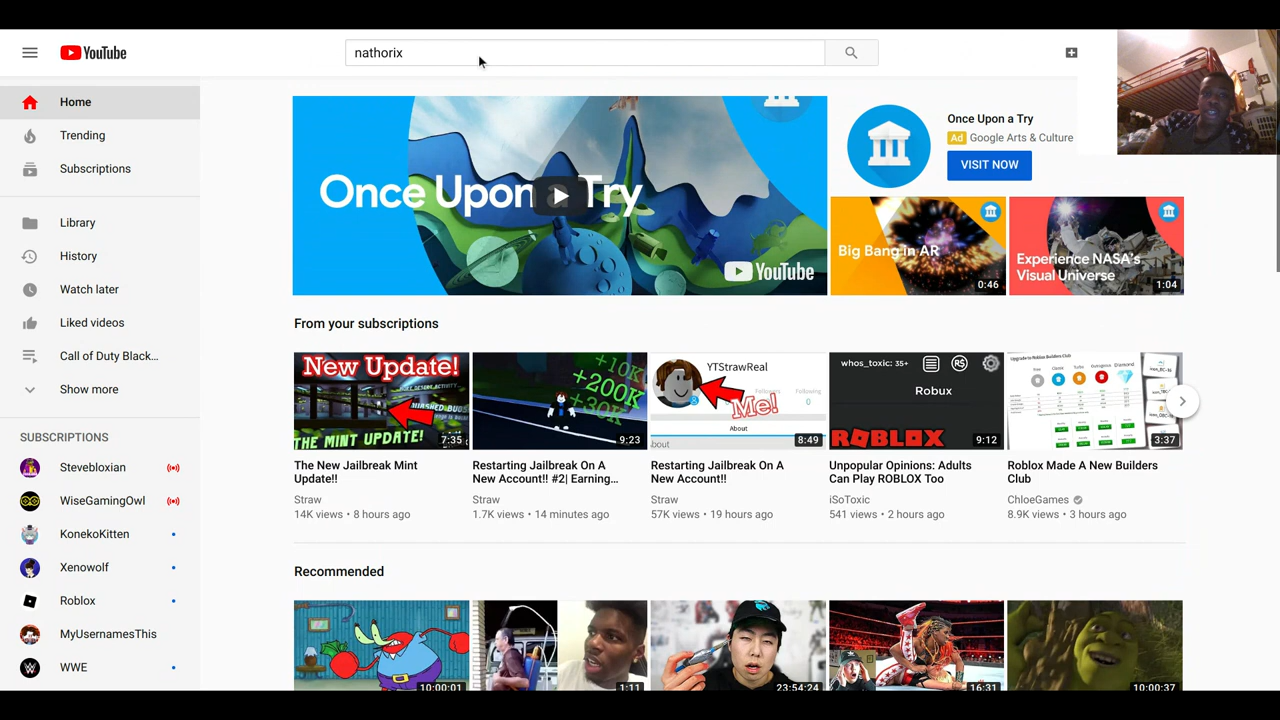 YouTube
nathorix
Home
Trending
Subscriptions
Library
History
Watch later
Liked videos
Call of Duty Black...
Show more
SUBSCRIPTIONS
Stevebloxian
WiseGamingOwl
KonekoKitten
Xenowolf
Roblox
MyUsernamesThis
WWE
Once Upon a Try
YouTube
Once Upon a Try
Ad Google Arts & Culture
VISIT NOW
Big Bang in AR
0:46
Experience NASA's
Visual Universe
1:04
From your subscriptions
New Update!
THE MINT UPDATE!
7:35
The New Jailbreak Mint
Update!!
Straw
14K views • 8 hours ago
+10K
+200K
+30K
9:23
Restarting Jailbreak On A
New Account!! #2| Earning...
Straw
1.7K views • 14 minutes ago
YTStrawReal
Following
0
Me!
About
8:49
Restarting Jailbreak On A
New Account!!
Straw
57K views • 19 hours ago
whos_toxic: 35+
R$
Robux
ROBLOX
9:12
Unpopular Opinions: Adults
Can Play ROBLOX Too
iSoToxic
541 views • 2 hours ago
Upgrade to Roblox Builders Club
3:37
Roblox Made A New Builders
Club
ChloeGames
8.9K views • 3 hours ago
Recommended
10:00:01
1:11
23:54:24
16:31
10:00:37